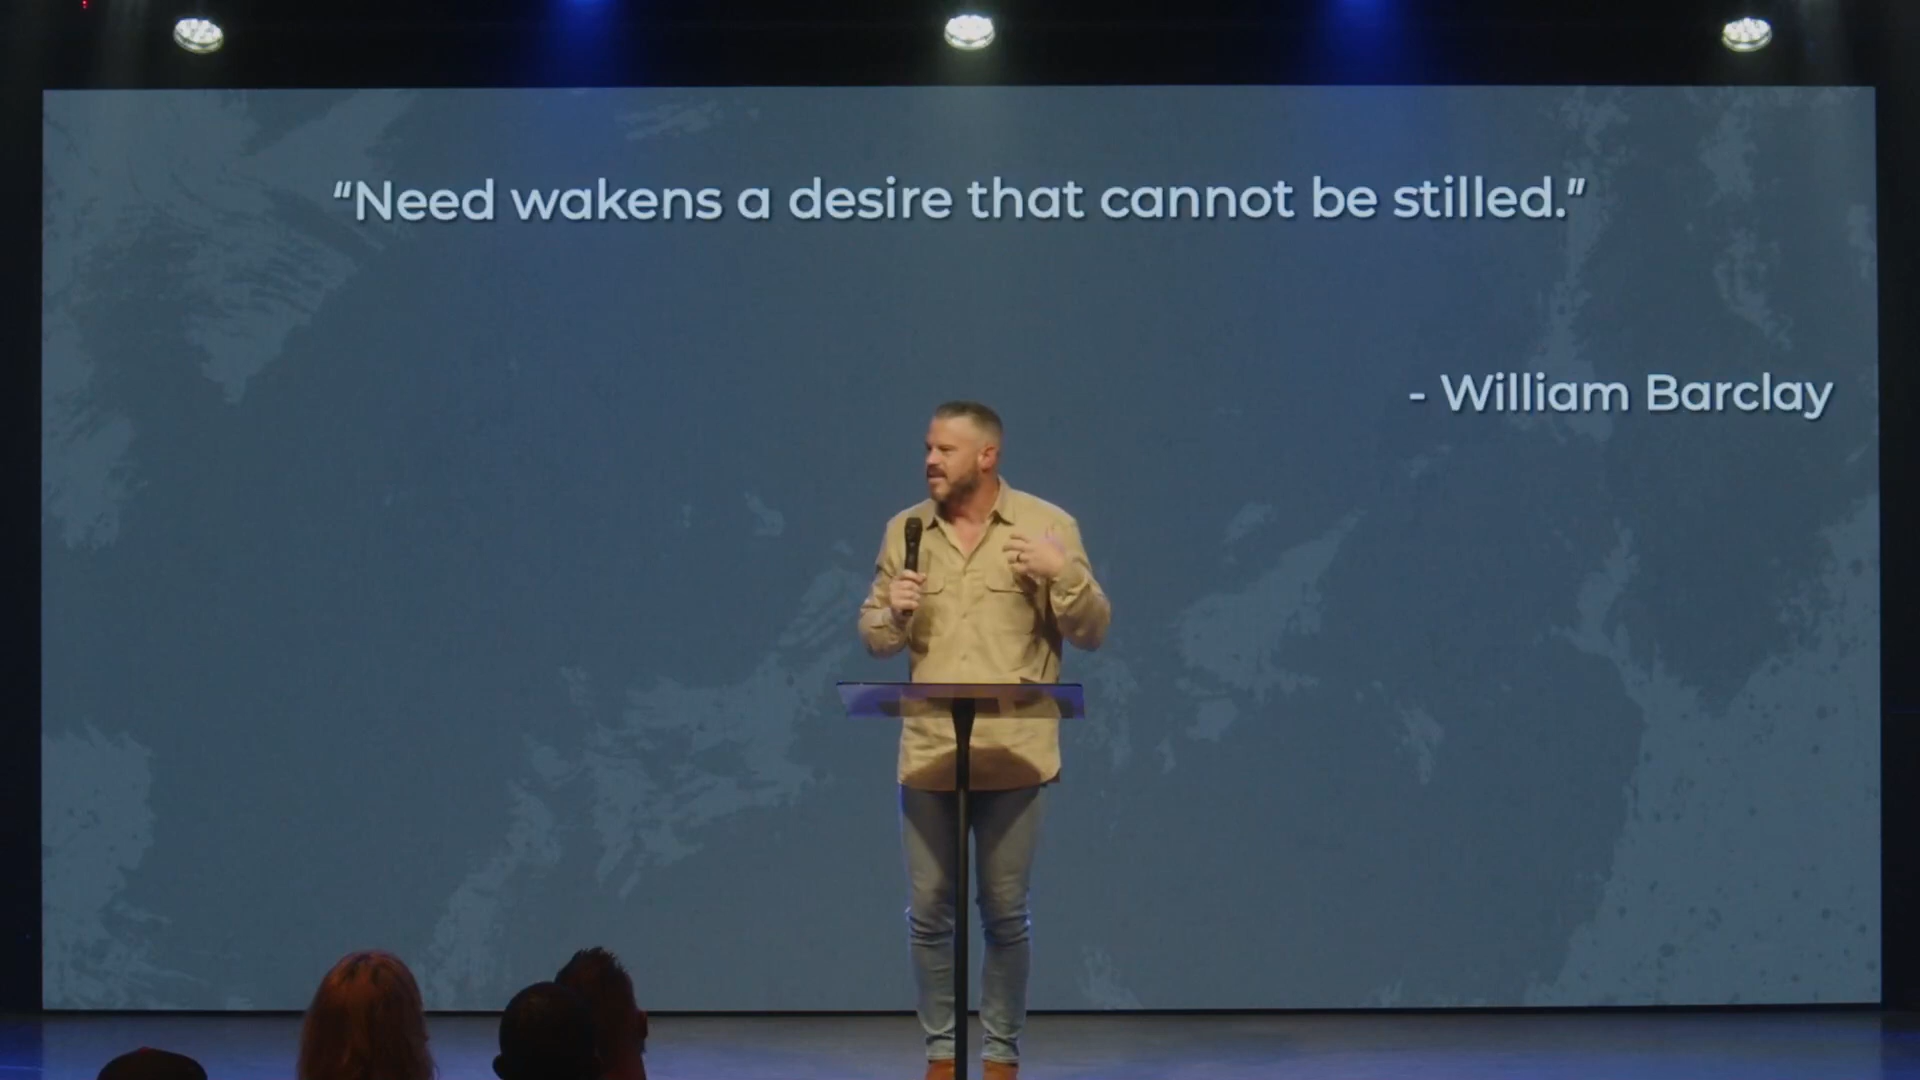 “Need wakens a desire that cannot be stilled.”
- William Barclay